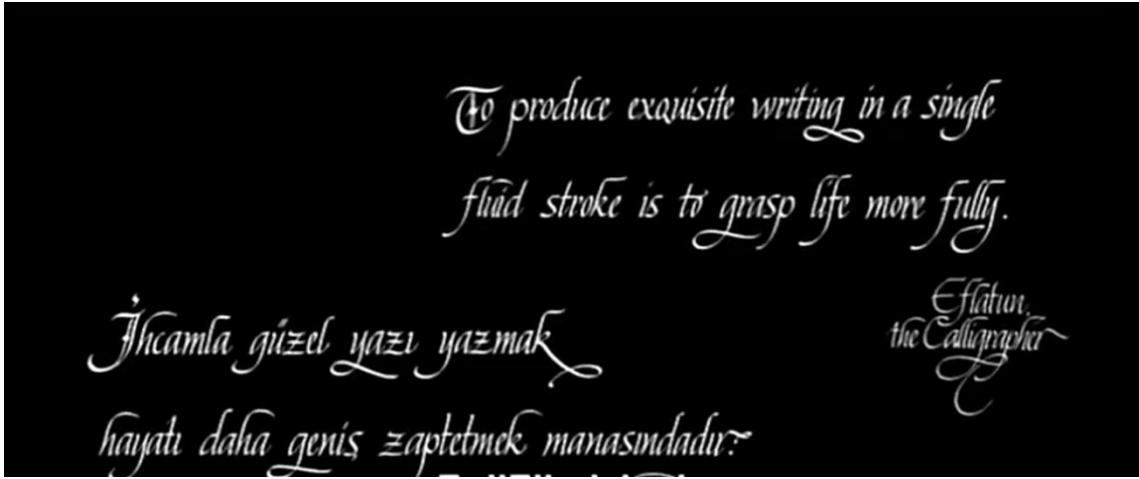 To produce exquisite writing in a single
fluid stroke is to grasp life more fully.
Eflatun,
the Calligrapher
İhcamla güzel yazı yazmak
hayatı daha geniş zaptetmek manasındadır?